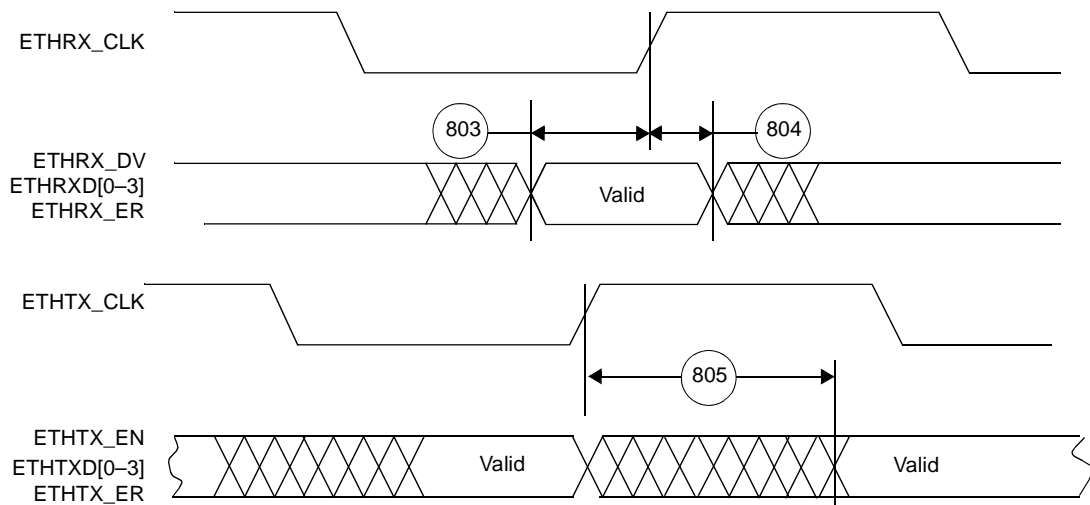 ETHRX_CLK
803
804
ETHRX_DV
ETHRXD[0–3]
ETHRX_ER
Valid
ETHTX_CLK
805
ETHTX_EN
ETHTXD[0–3]
ETHTX_ER
Valid
Valid